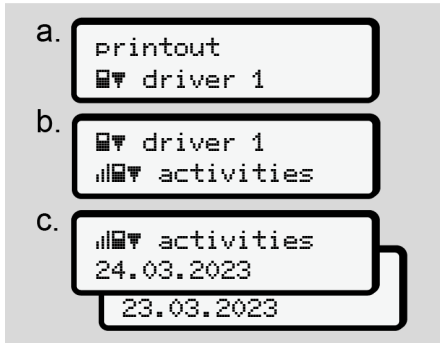 a.
printout
driver 1
b.
driver 1
activities
c.
activities
24.03.2023
23.03.2023